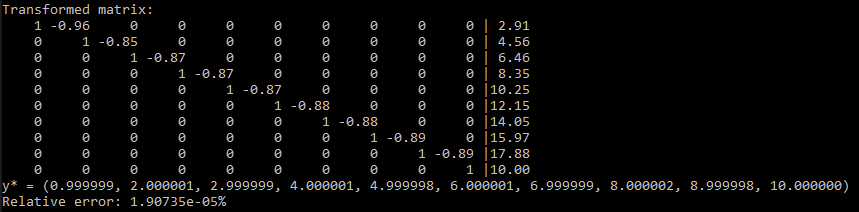 Transformed matrix:
1 -0.96 0 0 0 0 0 0 0 0 | 2.91
0 1 -0.85 0 0 0 0 0 0 0 | 4.56
0 0 1 -0.87 0 0 0 0 0 0 | 6.46
0 0 0 1 -0.87 0 0 0 0 0 | 8.35
0 0 0 0 1 -0.87 0 0 0 0 |10.25
0 0 0 0 0 1 -0.88 0 0 0 |12.15
0 0 0 0 0 0 1 -0.88 0 0 |14.05
0 0 0 0 0 0 0 1 -0.89 0 |15.97
0 0 0 0 0 0 0 0 1 -0.89 |17.88
0 0 0 0 0 0 0 0 0 1 |10.00
y* = (0.999999, 2.000001, 2.999999, 4.000001, 4.999998, 6.000001, 6.999999, 8.000002, 8.999998, 10.000000)
Relative error: 1.90735e-05%